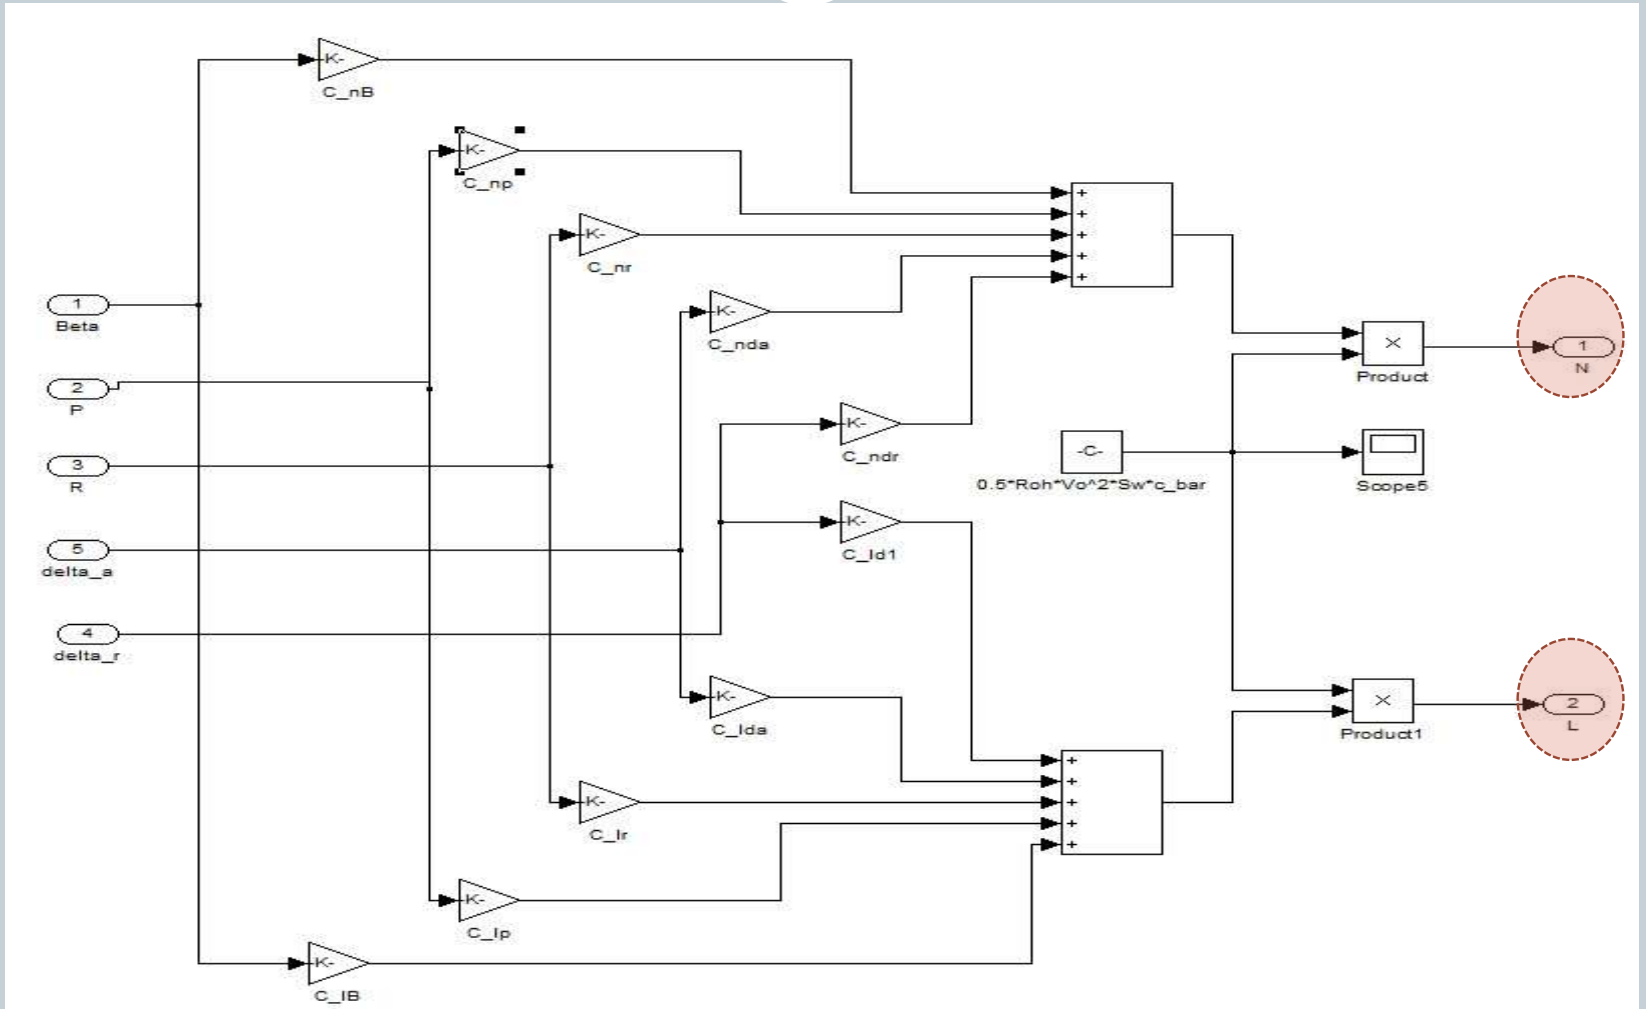 K-
C_nB
K-
C_np
K-
C_nr
K-
C_nda
K-
C_ndr
K-
C_ld1
K-
C_lda
K-
C_lr
K-
C_lp
K-
C_lB
1
Beta
2
P
3
R
5
delta_a
4
delta_r
+
+
+
+
+
-C-
0.5*Roh*Vo^2*Sw*c_bar
+
+
+
+
+
×
Product
Scope5
×
Product1
1
N
2
L